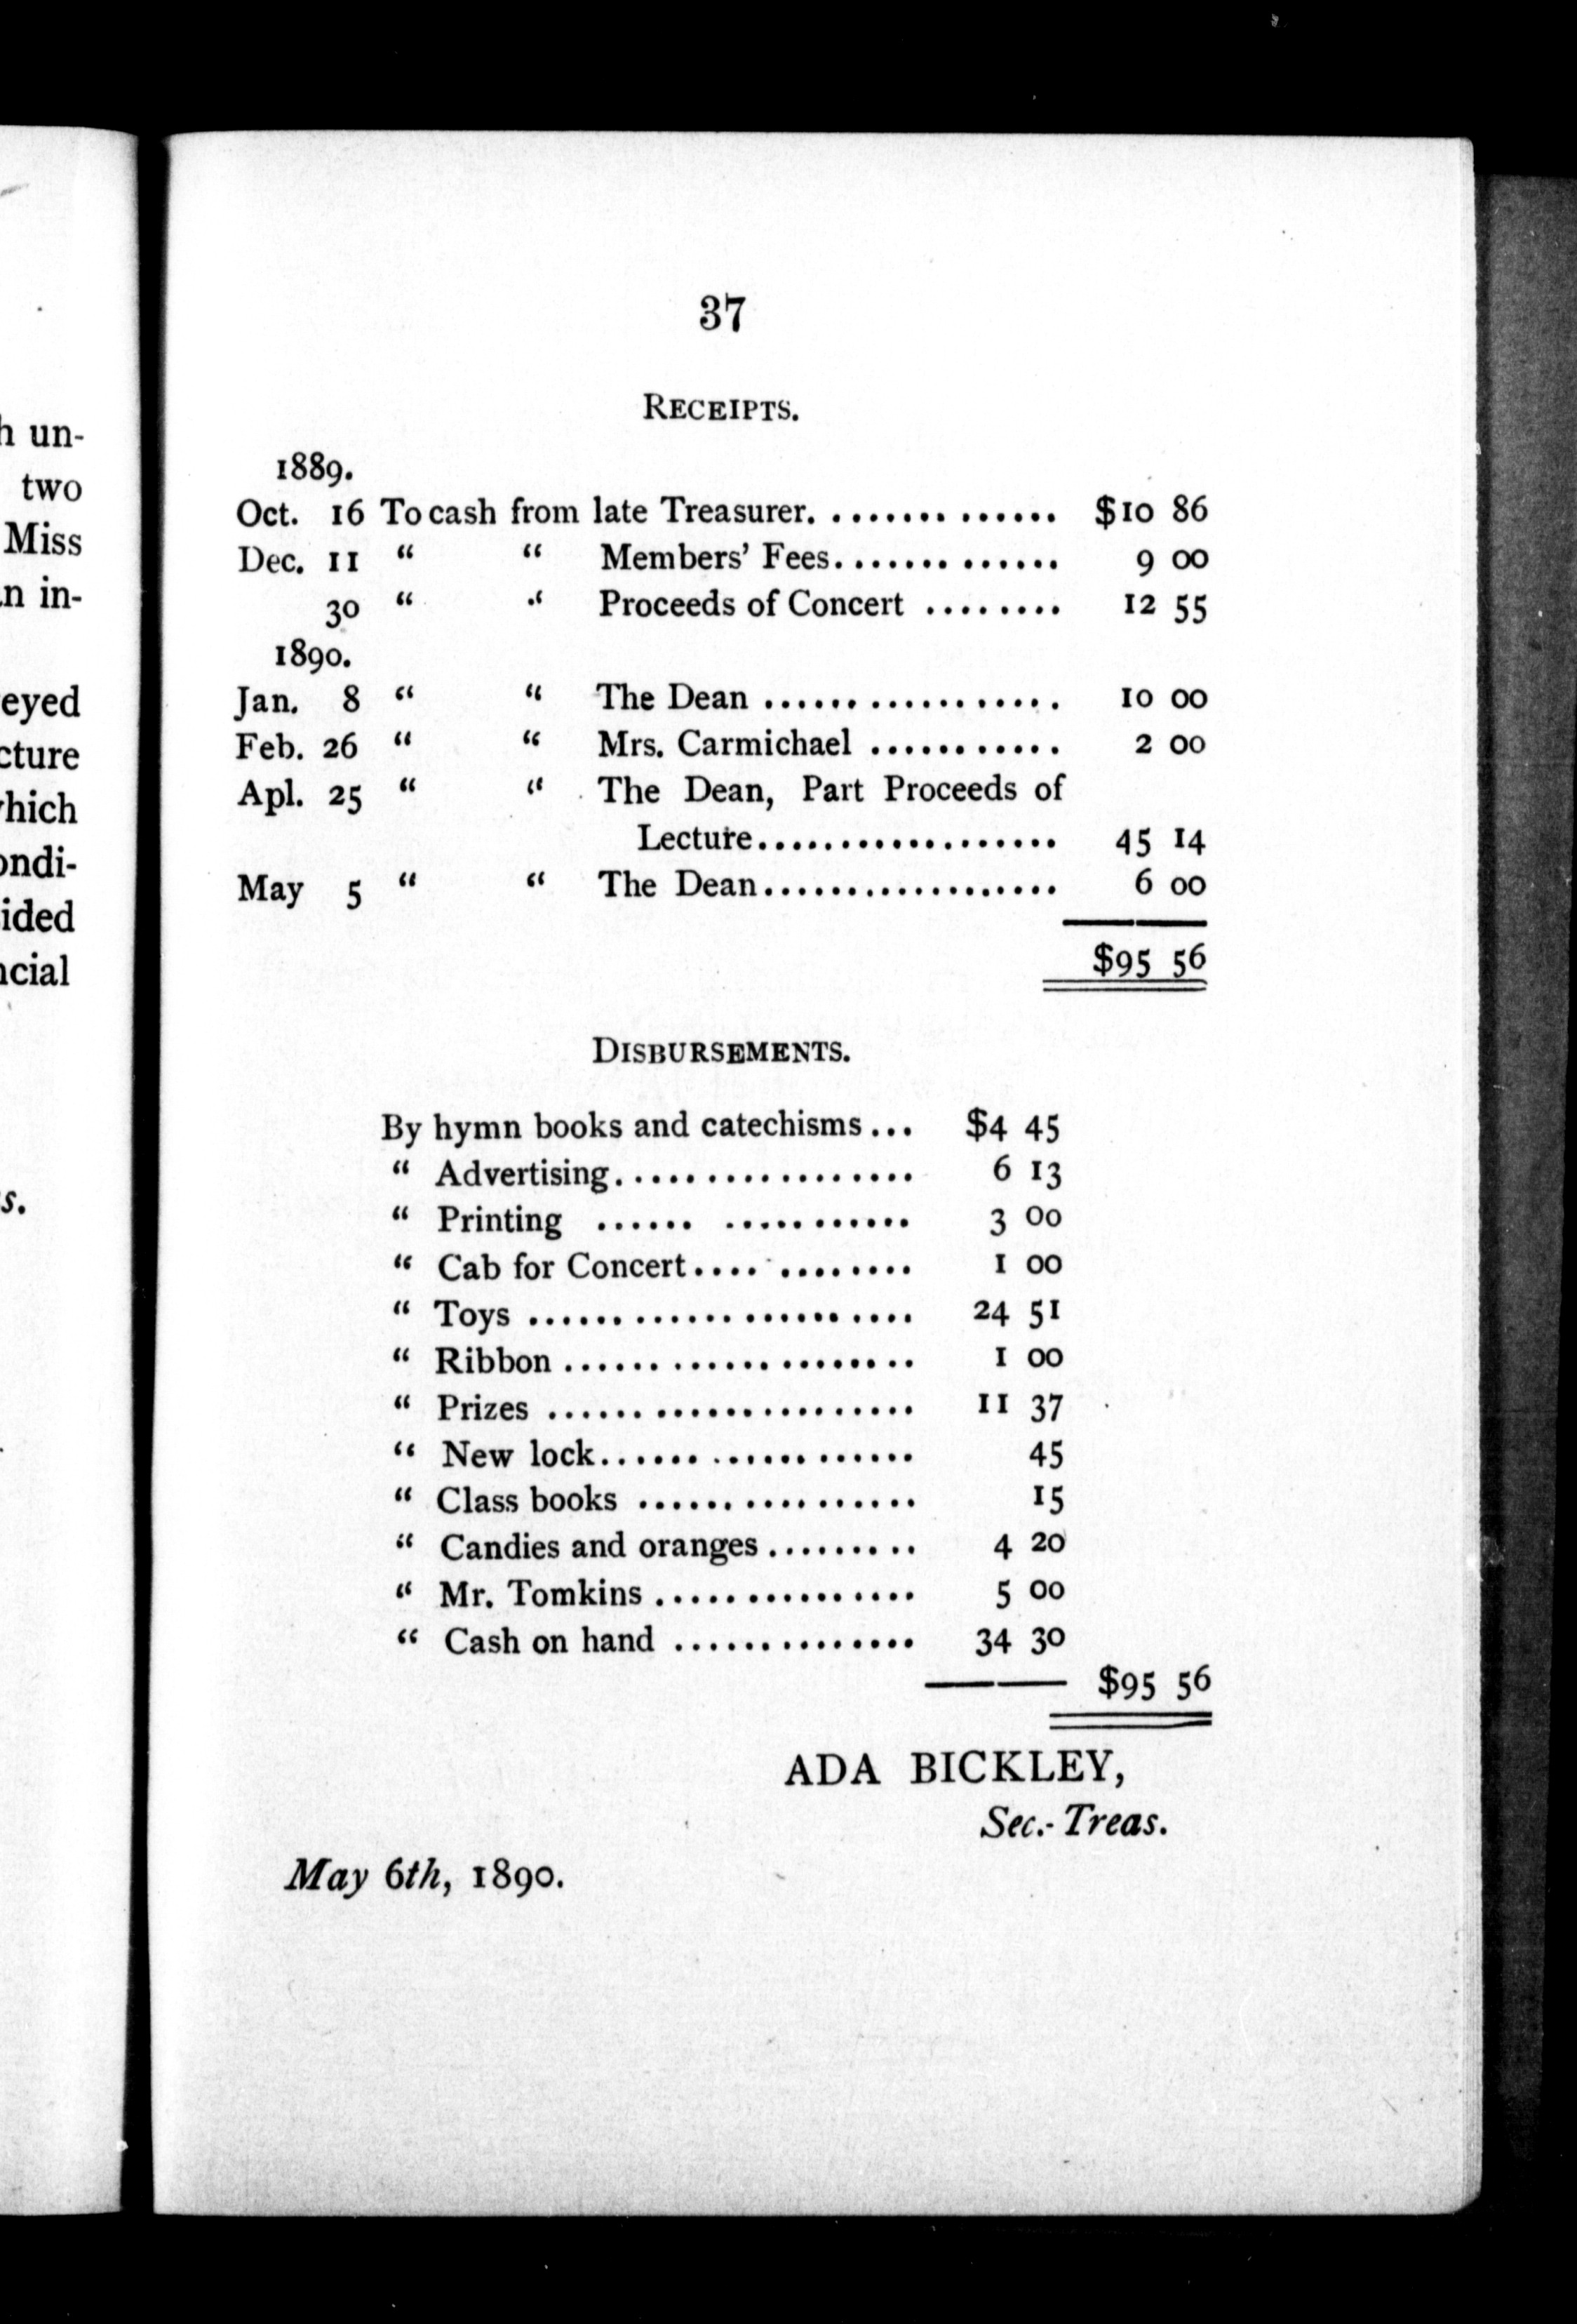 h un-
two
Miss
n in-
eyed
cture
which
ondi-
ided
ncial
s.
37
RECEIPTS.
1889.
Oct. 16 To cash from late Treasurer. .............. $10 86
Dec. 11 “ “ Members’ Fees............. 9 00
30 “ “ Proceeds of Concert ........ 12 55
1890.
Jan. 8 “ “ The Dean .................. 10 00
Feb. 26 “ “ Mrs. Carmichael ........... 2 00
Apl. 25 “ “ The Dean, Part Proceeds of
Lecture.................. 45 14
May 5 “ “ The Dean.................. 6 00
$95 56
DISBURSEMENTS.
By hymn books and catechisms... $4 45
“ Advertising................. 6 13
“ Printing ...... ........... 3 00
“ Cab for Concert.... ........ 1 00
“ Toys ...................... 24 51
“ Ribbon .................... 1 00
“ Prizes ..................... 11 37
“ New lock.................. 45
“ Class books ................ 15
“ Candies and oranges......... 4 20
“ Mr. Tomkins ............... 5 00
“ Cash on hand .............. 34 30
$95 56
ADA BICKLEY,
Sec.-Treas.
May 6th, 1890.